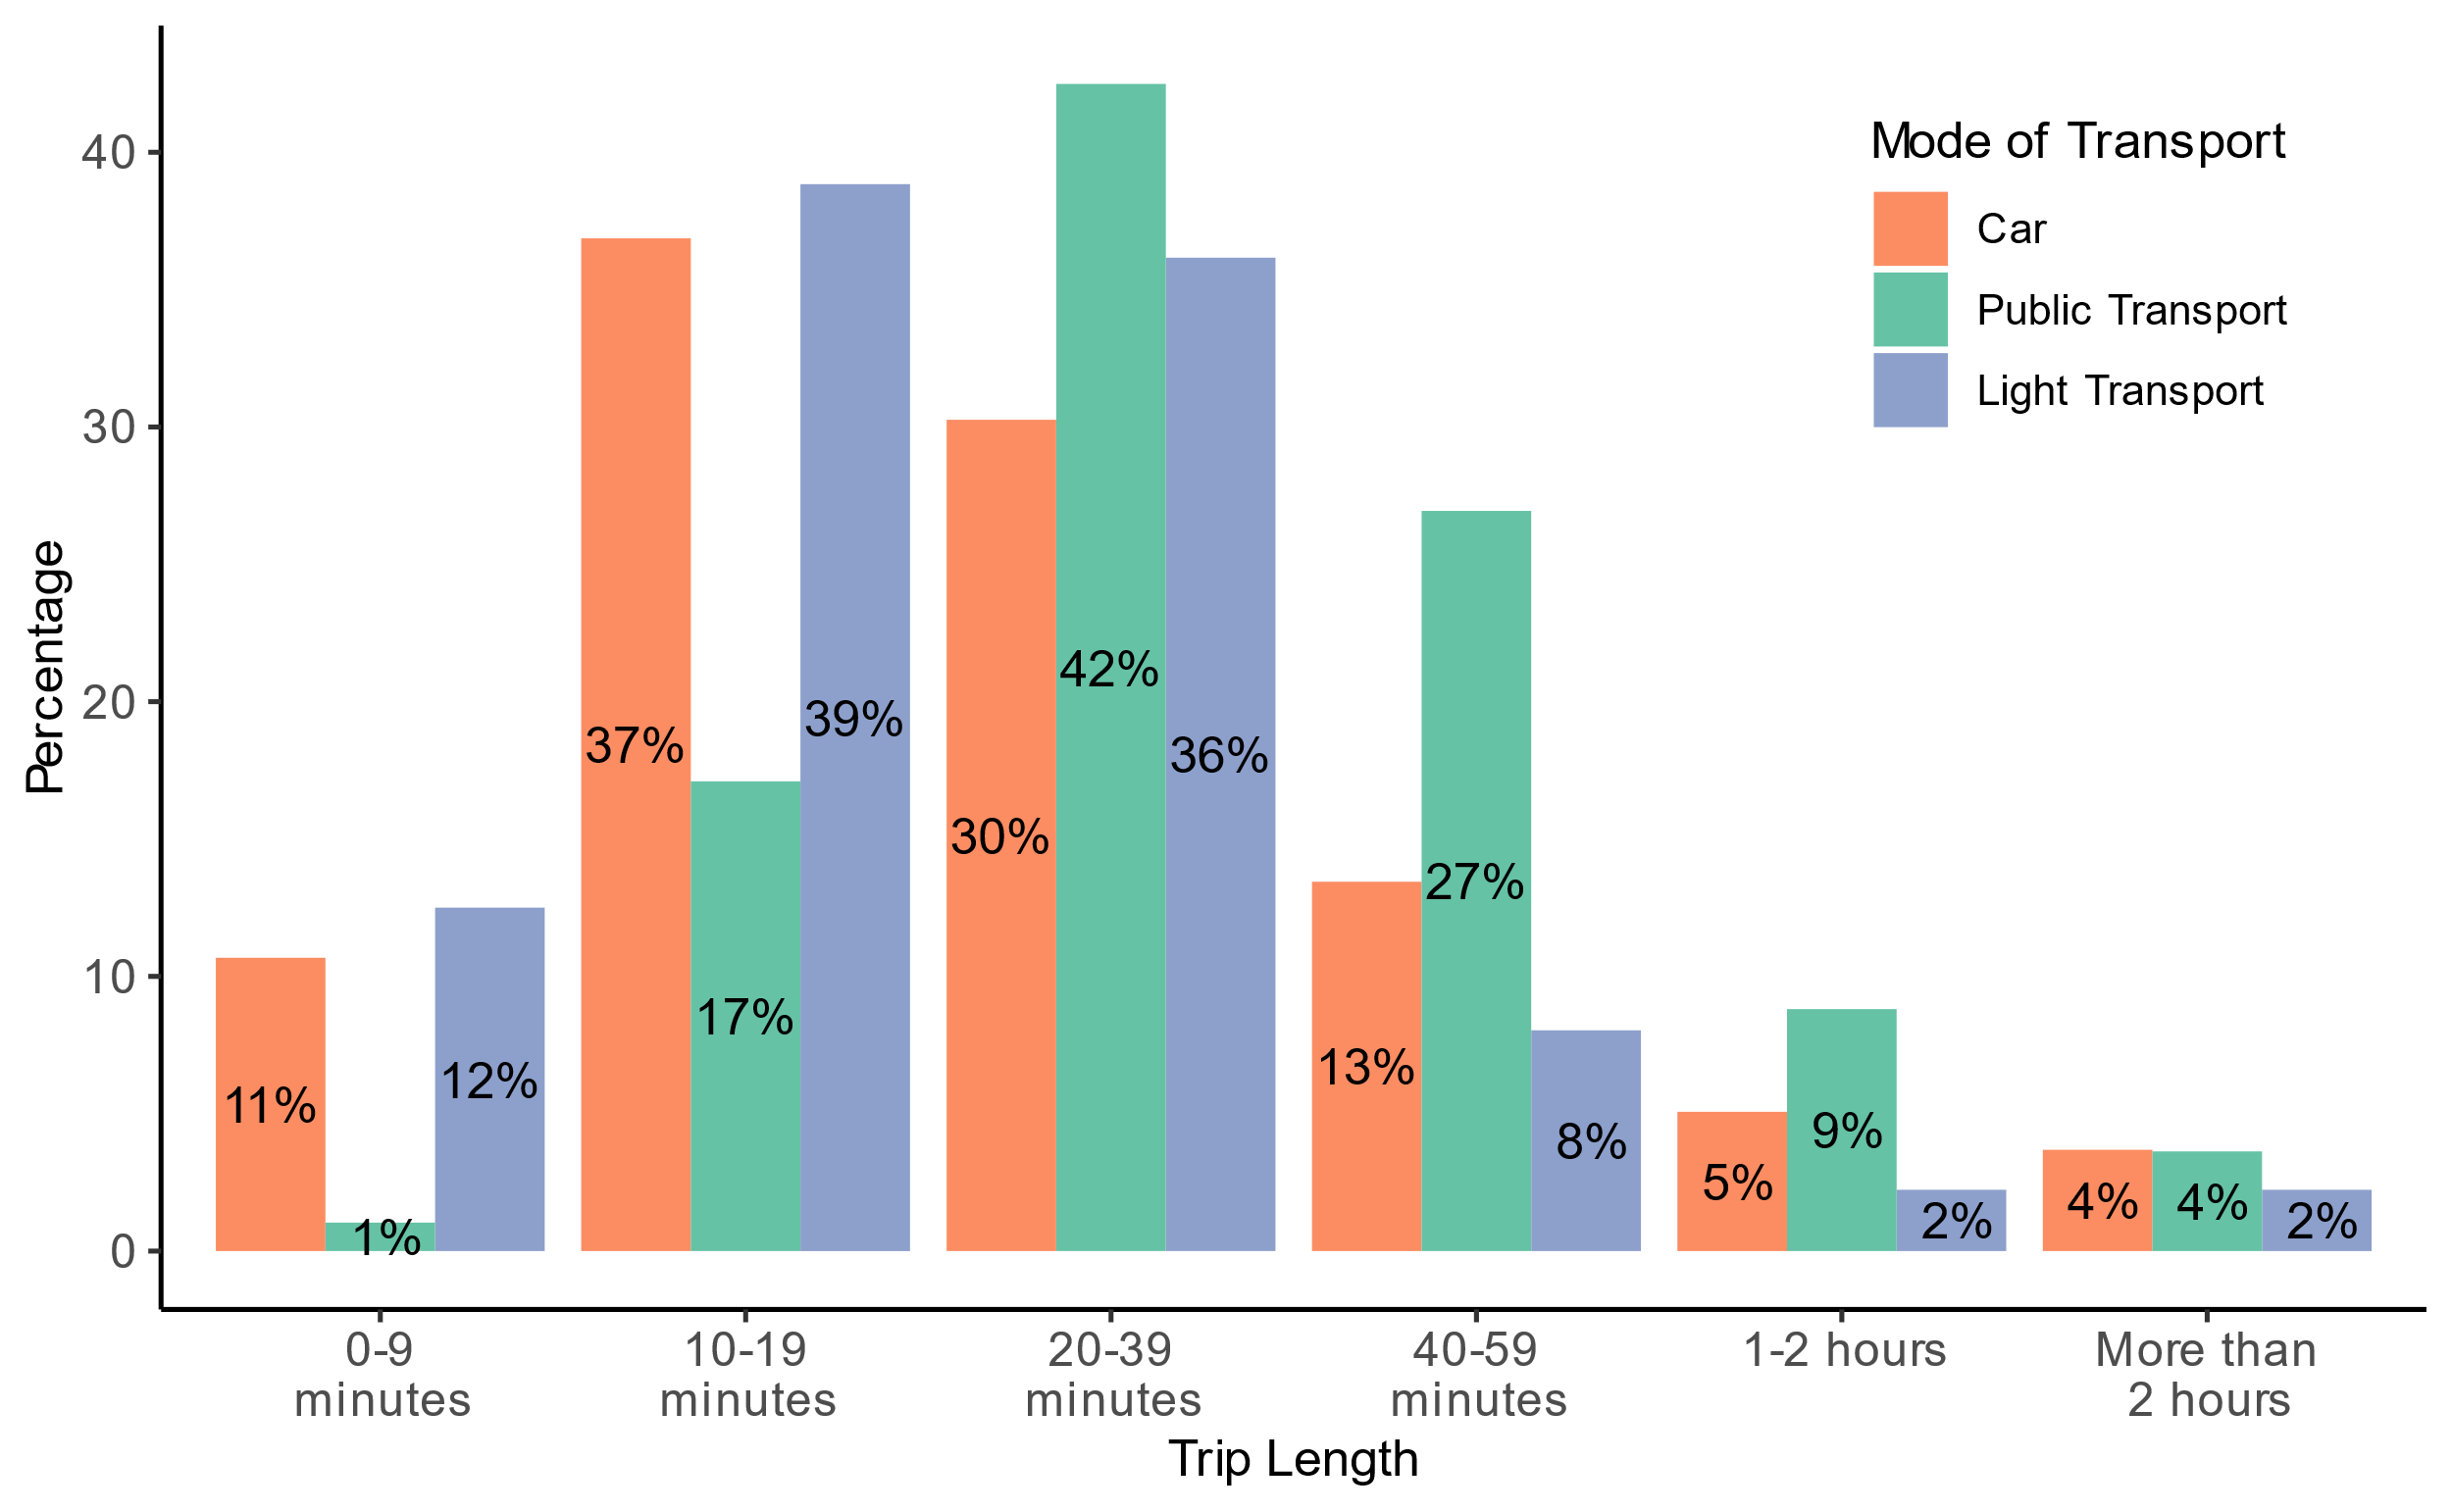 Mode of Transport
Car
Public Transport
Light Transport
Percentage
40
30
20
10
0
11%
1%
12%
37%
17%
39%
30%
42%
36%
13%
27%
8%
5%
9%
2%
4%
4%
2%
0-9
minutes
10-19
minutes
20-39
minutes
40-59
minutes
1-2 hours
More than
2 hours
Trip Length